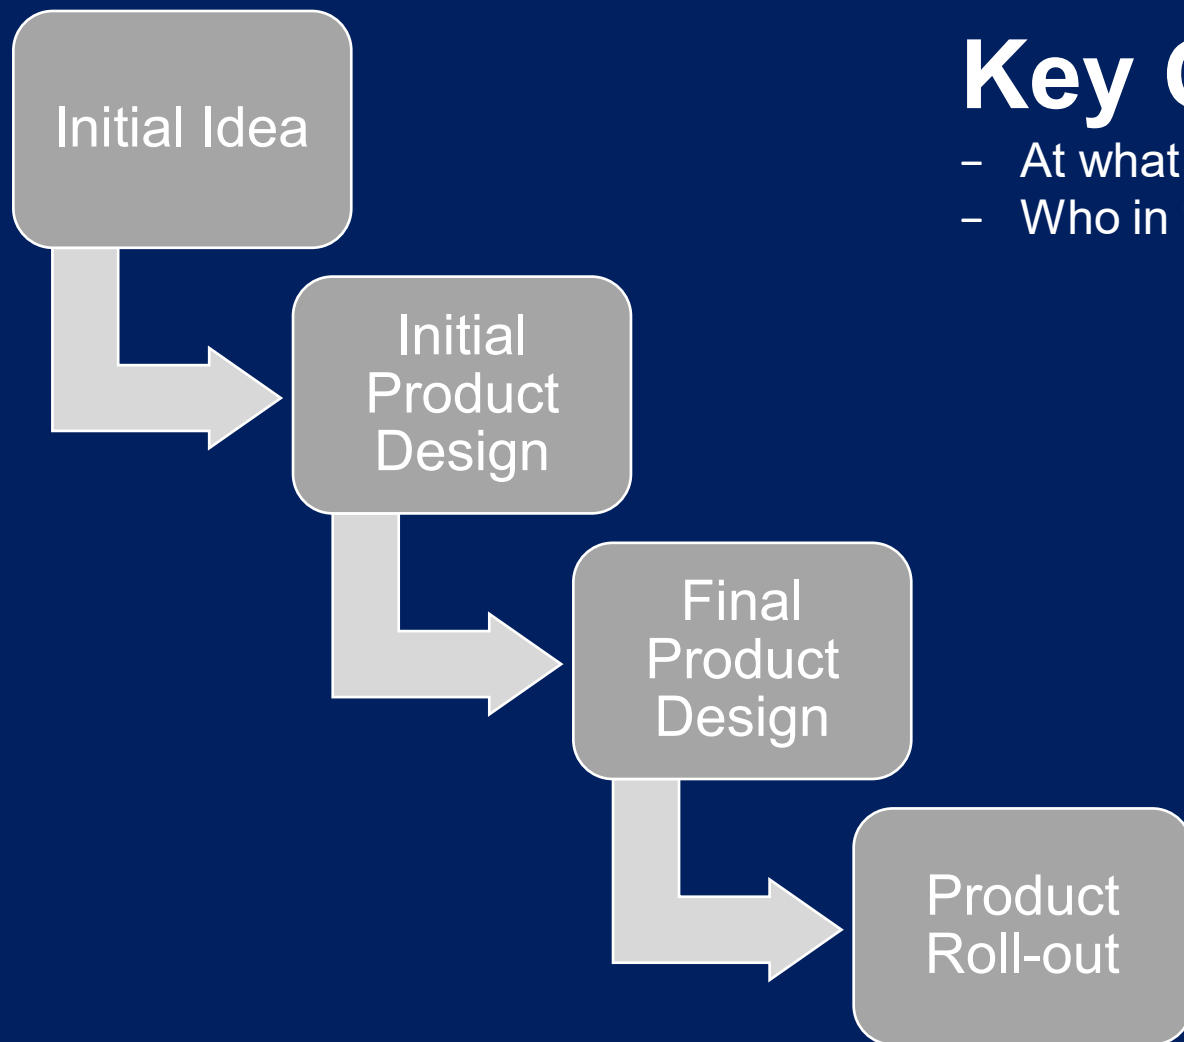 Initial Idea
Key
– At what
– Who in
Initial
Product
Design
Final
Product
Design
Product
Roll-out